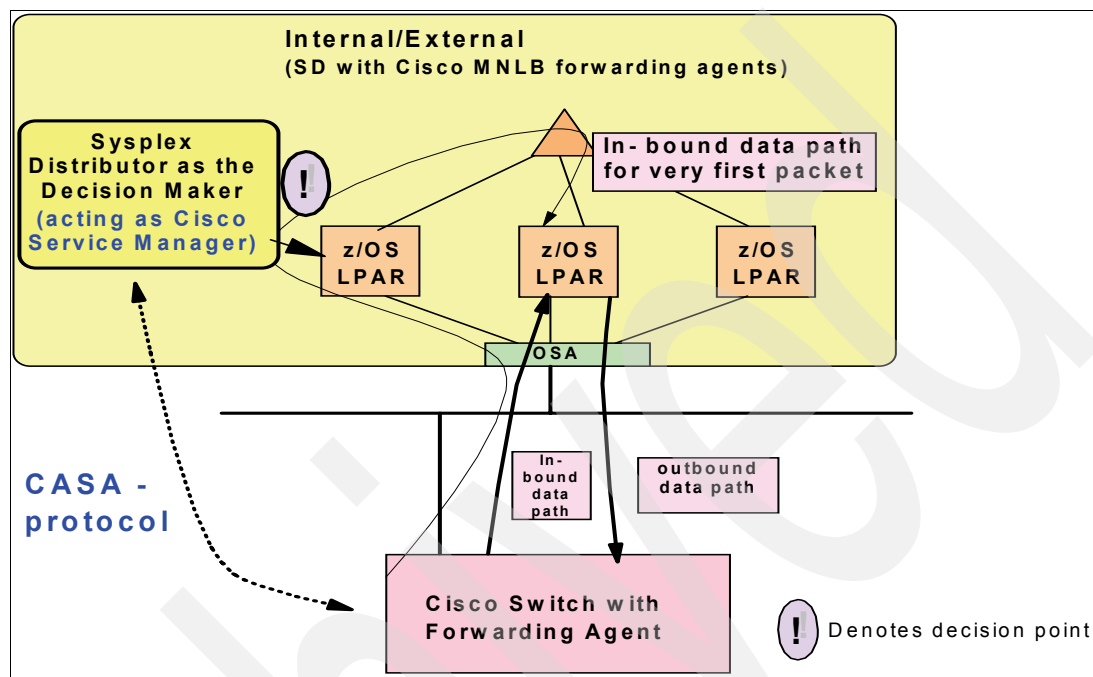 Internal/External
(SD with Cisco MNLB forwarding agents)
Sysplex
Distributor as the
Decision Maker
(acting as Cisco
Service Manager)
!
In- bound data path
for very first packet
z/OS
LPAR
z/OS
LPAR
z/OS
LPAR
OSA
CASA -
protocol
In-
bound
data
path
outbound
data path
Cisco Switch with
Forwarding Agent
! Denotes decision point